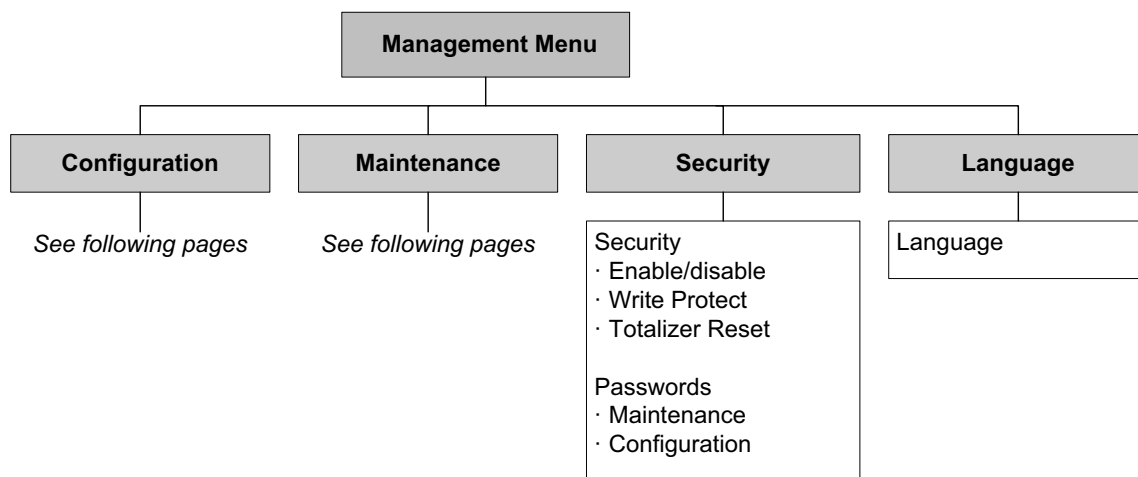 Management Menu
Configuration
Maintenance
Security
Language
See following pages
See following pages
Security
· Enable/disable
· Write Protect
· Totalizer Reset
Passwords
· Maintenance
· Configuration
Language